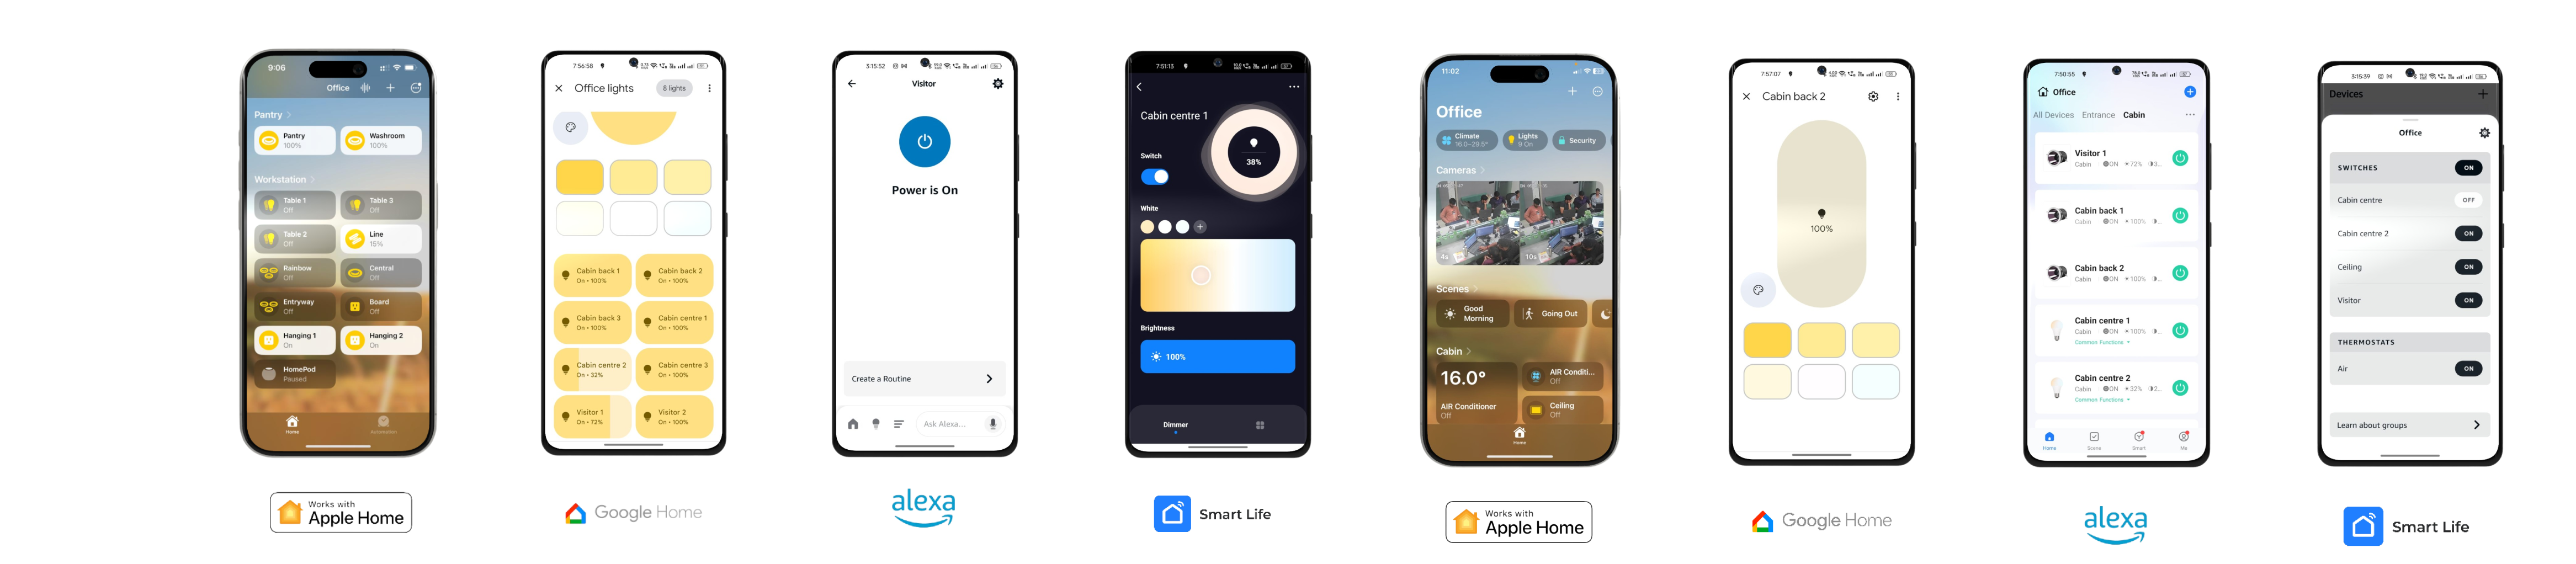 9:06
Office
Pantry
Pantry
100%
Washroom
100%
Workstation
Table 1
Off
Table 3
Off
Table 2
Off
Line
15%
Rainbow
Off
Central
Off
Entryway
Off
Board
Off
Hanging 1
On
Hanging 2
On
HomePod
Paused
Home
Automation
Works with
Apple Home
7:56:58
Office lights
8 lights
Cabin back 1
On • 100%
Cabin back 2
On • 100%
Cabin back 3
On • 100%
Cabin centre 1
On • 100%
Cabin centre 2
On • 32%
Cabin centre 3
On • 100%
Visitor 1
On • 72%
Visitor 2
On • 100%
Google Home
3:15:52
Visitor
Power is On
Create a Routine
Ask Alexa...
alexa
7:51:13
Cabin centre 1
Switch
38%
White
Brightness
100%
Dimmer
Smart Life
11:02
Office
Climate
16.0–29.5°
Lights
9 On
Security
Cameras
4s
10s
Scenes
Good
Morning
Going Out
Cabin
16.0°
AIR Conditioner
Off
AIR Conditi...
Off
Ceiling
Off
Home
Works with
Apple Home
7:57:07
Cabin back 2
100%
Google Home
7:50:55
Office
All Devices Entrance Cabin
Visitor 1
Cabin ON 72%
Cabin back 1
Cabin ON 100%
Cabin back 2
Cabin ON 100%
Cabin centre 1
Cabin ON 100%
Common Functions
Cabin centre 2
Cabin ON 32%
Common Functions
Home Scene Smart Me
alexa
3:15:39
Devices
Office
SWITCHES ON
Cabin centre OFF
Cabin centre 2 ON
Ceiling ON
Visitor ON
THERMOSTATS
Air ON
Learn about groups
Smart Life